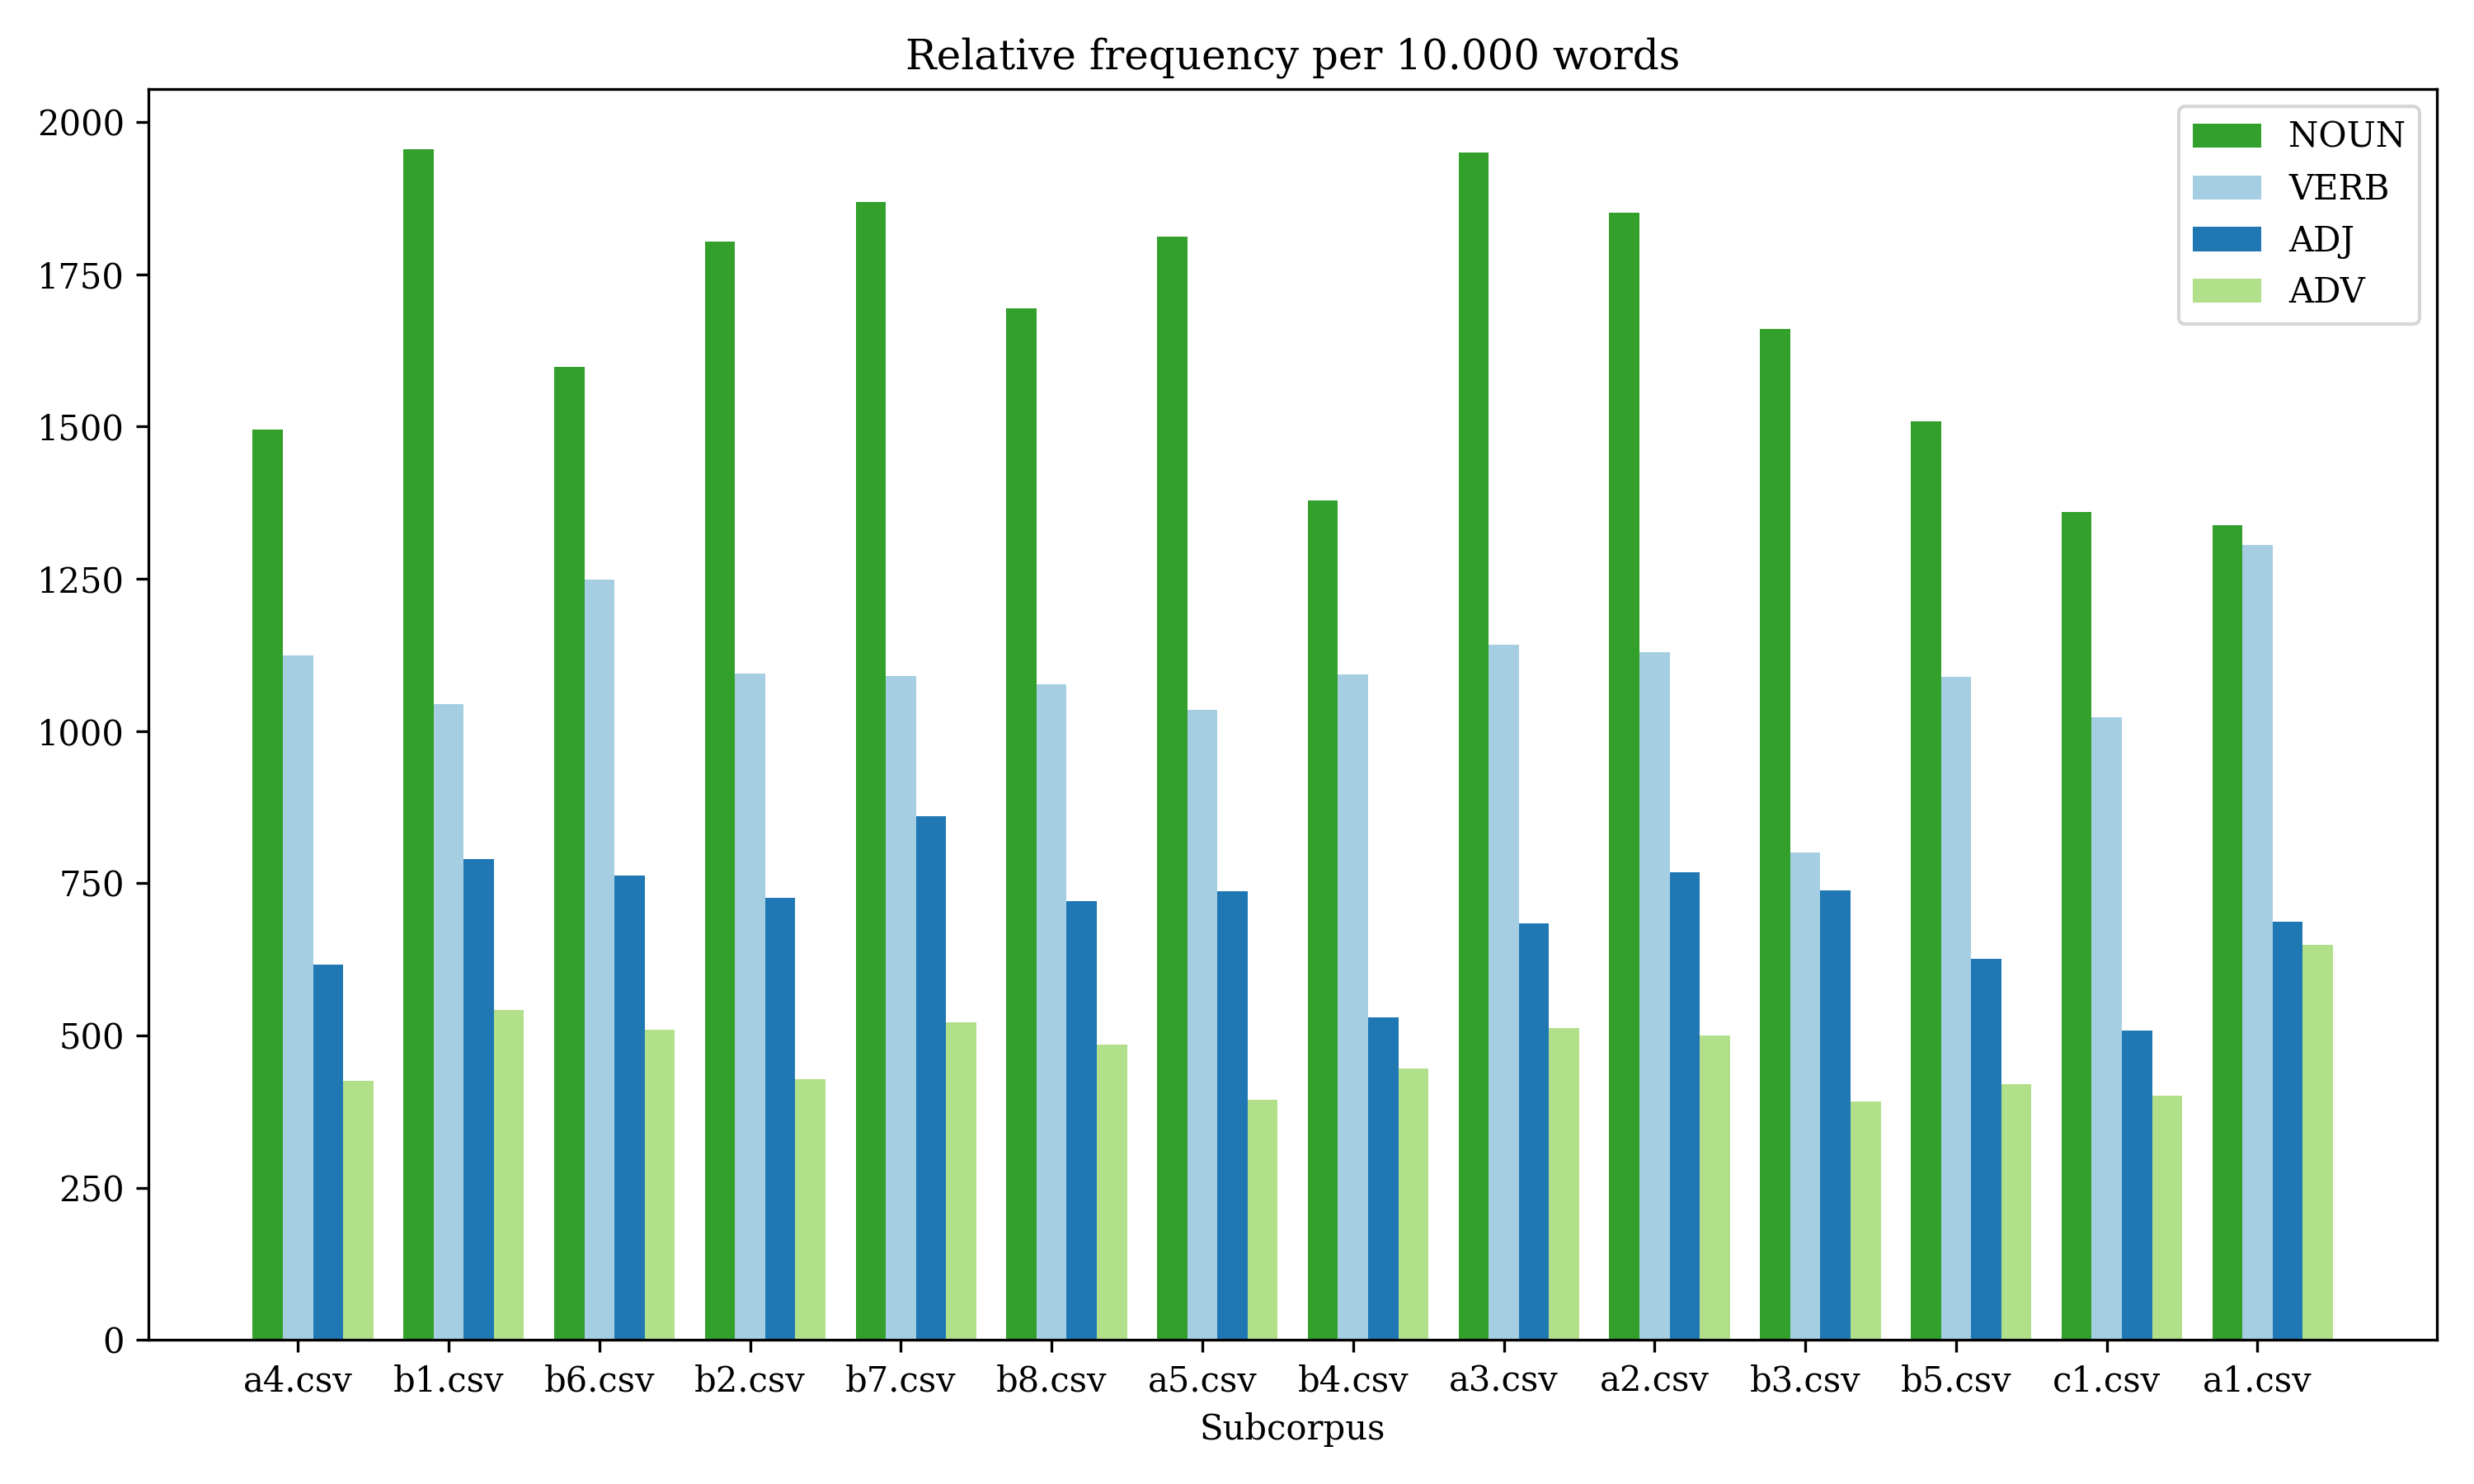 Relative frequency per 10.000 words
2000
1750
1500
1250
1000
750
500
250
0
NOUN
VERB
ADJ
ADV
a4.csv b1.csv b6.csv b2.csv b7.csv b8.csv a5.csv b4.csv a3.csv a2.csv b3.csv b5.csv c1.csv a1.csv
Subcorpus